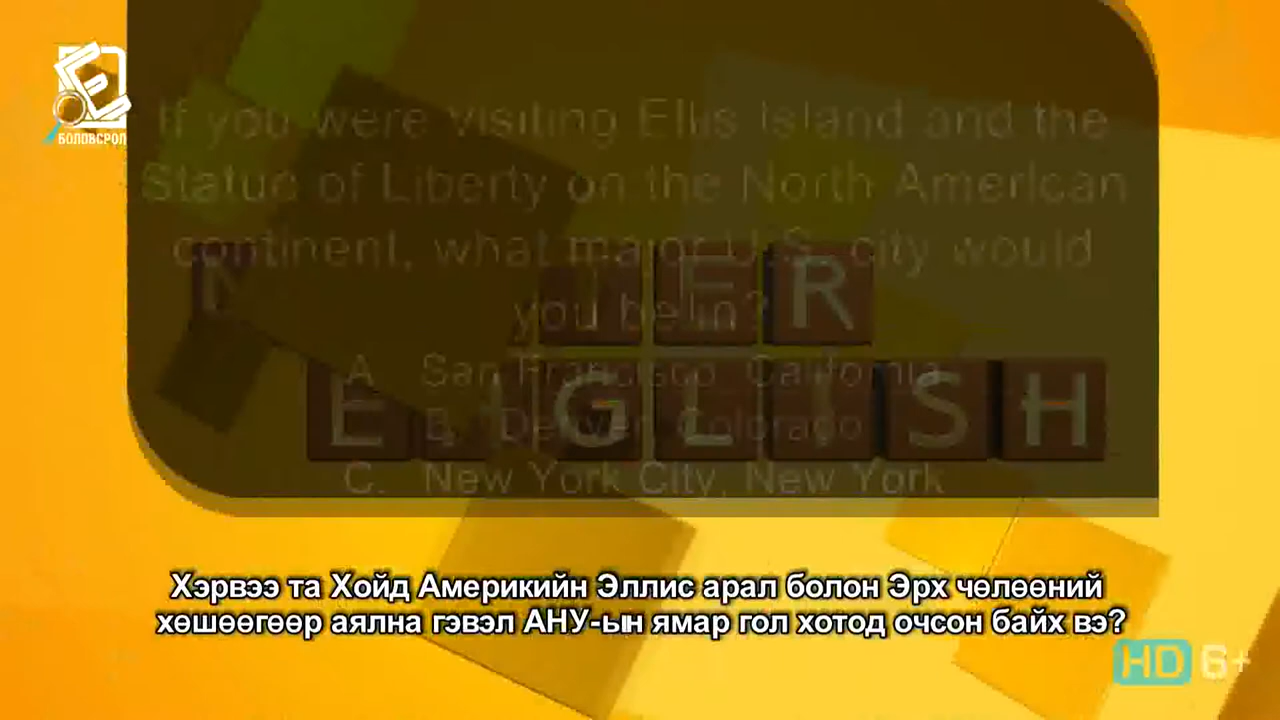 БОЛОВСРОЛ
If you were visiting Ellis Island and the
Statue of Liberty on the North American
continent, what major U.S. city would
you be in?
A. San Francisco, California
B. Denver, Colorado
C. New York City, New York
ENGLISH
Хэрвээ та Хойд Америкийн Эллис арал болон Эрх чөлөөний
хөшөөгөөр аялна гэвэл АНУ-ын ямар гол хотод очсон байх вэ?
HD 6+